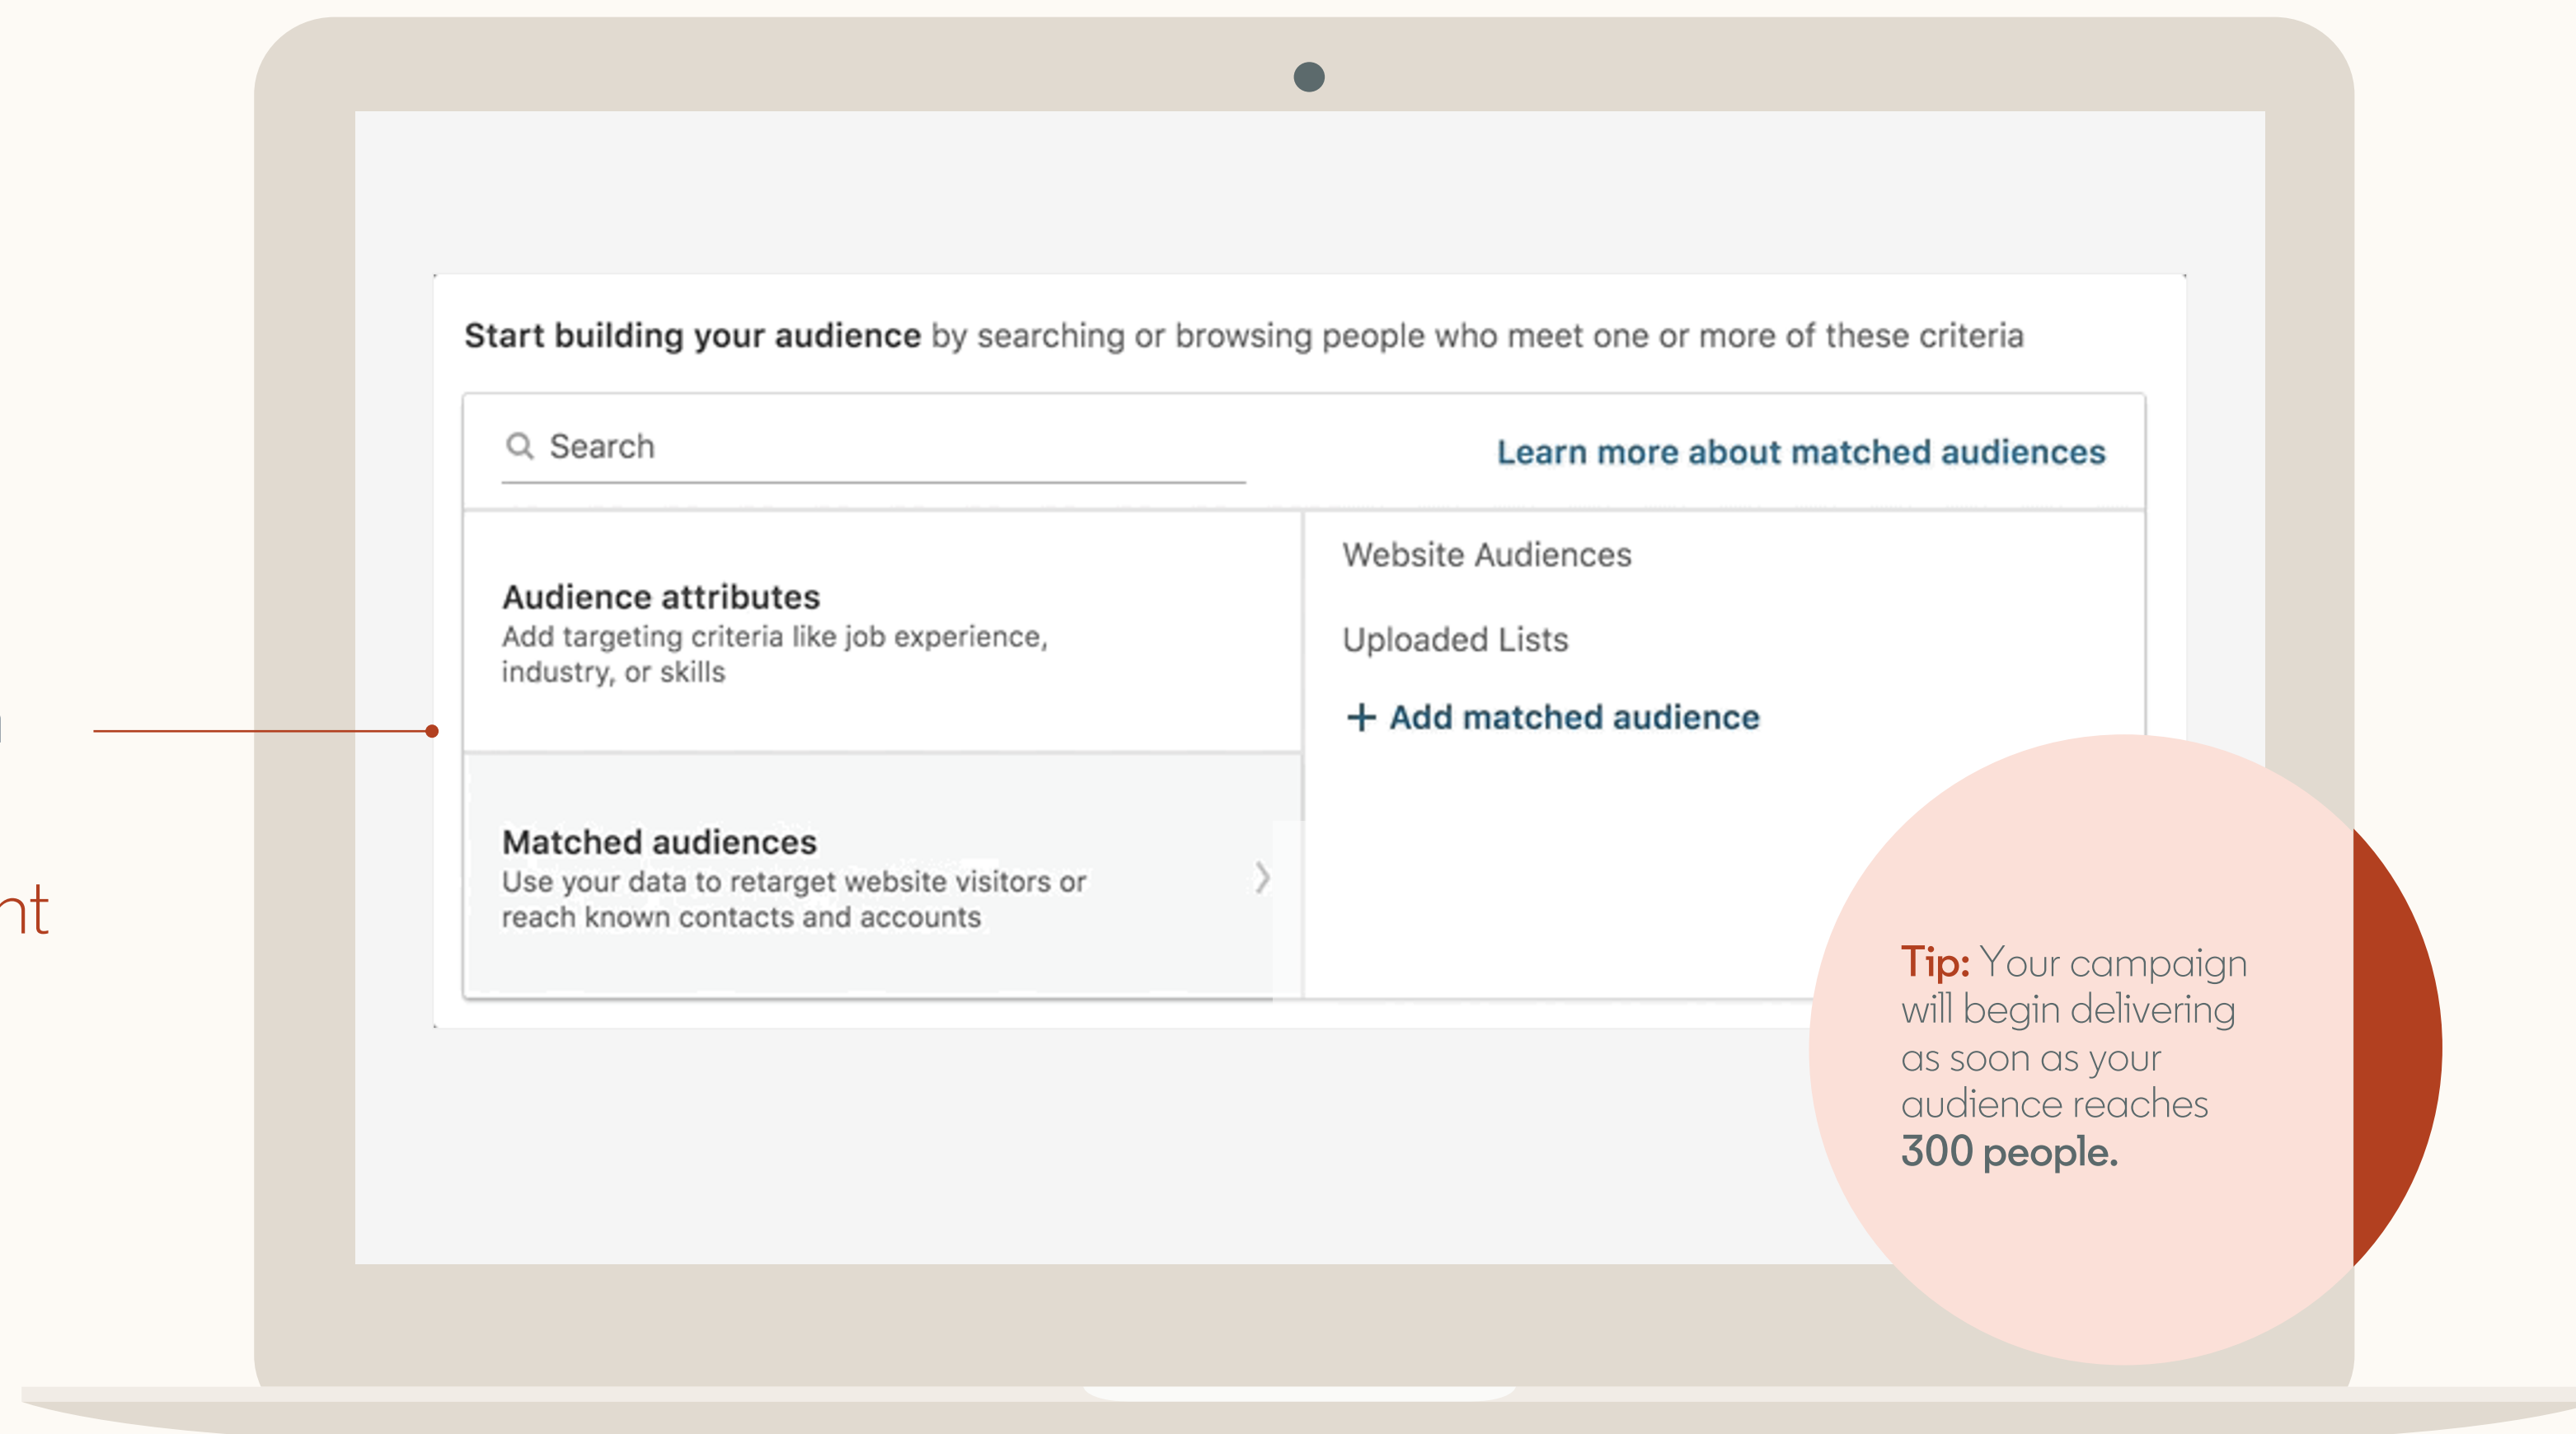 Start building your audience by searching or browsing people who meet one or more of these criteria
Search
Learn more about matched audiences
Audience attributes
Add targeting criteria like job experience,
industry, or skills
Website Audiences
Uploaded Lists
+ Add matched audience
Matched audiences
Use your data to retarget website visitors or
reach known contacts and accounts
Tip: Your campaign
will begin delivering
as soon as your
audience reaches
300 people.